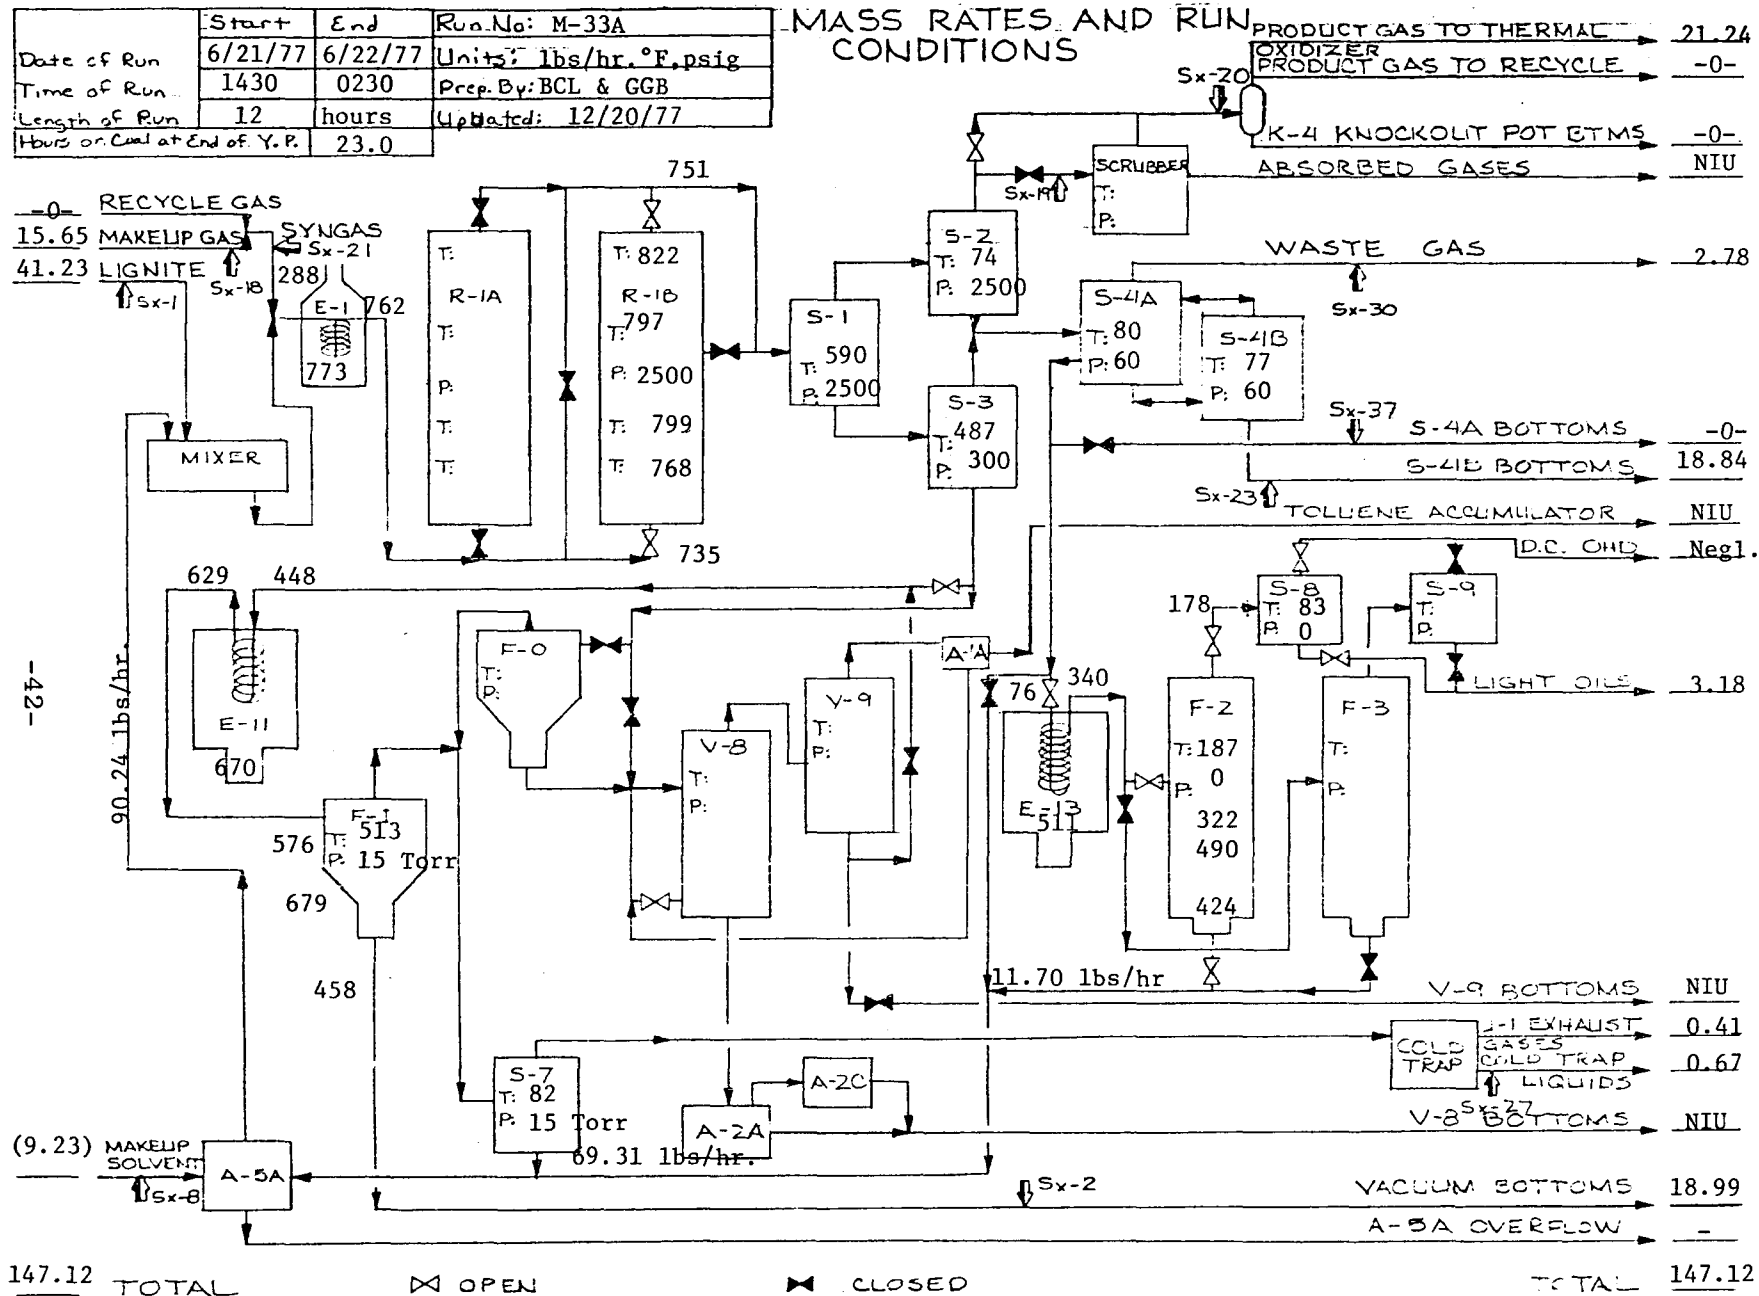 MASS RATES AND RUN CONDITIONS
Start End Run No: M-33A
Date of Run 6/21/77 6/22/77 Units: lbs/hr. °F, psig
Time of Run 1430 0230 Prep. By: BCL & GGB
Length of Run 12 hours Updated: 12/20/77
Hours on Coal at End of Y.P. 23.0
PRODUCT GAS TO THERMAL OXIDIZER 21.24
PRODUCT GAS TO RECYCLE -0-
Sx-20
K-4 KNOCKOUT POT BTMS -0-
ABSORBED GASES NIU
SCRUBBER
T:
P:
Sx-19
-0- RECYCLE GAS
15.65 MAKEUP GAS
41.23 LIGNITE
SYNGAS
Sx-21
Sx-18
Sx-1
288
E-1
762
773
MIXER
R-1A
T:
T:
P:
T:
T:
751
R-1B
T: 822
T: 797
P: 2500
T: 799
T: 768
735
S-1
T: 590
P: 2500
S-2
T: 74
P: 2500
S-3
T: 487
P: 300
WASTE GAS 2.78
Sx-30
S-4A
T: 80
P: 60
S-4B
T: 77
P: 60
Sx-37
S-4A BOTTOMS -0-
S-4B BOTTOMS 18.84
Sx-23
TOLUENE ACCUMULATOR NIU
D.C. OHD Negl.
629 448
E-11
670
F-0
T:
P:
A-1A
V-9
T:
P:
V-8
T:
P:
76
340
E-13
511
178
S-8
T: 83
P: 0
S-9
T:
P:
LIGHT OILS 3.18
F-2
T: 187
P: 0
322
490
424
F-3
T:
P:
-42-
90.24 lbs/hr.
F-1
T: 513
P: 15 Torr
576
679
458
11.70 lbs/hr
V-9 BOTTOMS NIU
COLD TRAP
J-1 EXHAUST GASES 0.41
COLD TRAP LIQUIDS 0.67
Sx-27
V-8 BOTTOMS NIU
S-7
T: 82
P: 15 Torr
A-2C
A-2A
69.31 lbs/hr.
(9.23) MAKEUP SOLVENT
Sx-8
A-5A
Sx-2
VACUUM BOTTOMS 18.99
A-5A OVERFLOW -
147.12 TOTAL OPEN CLOSED TOTAL 147.12